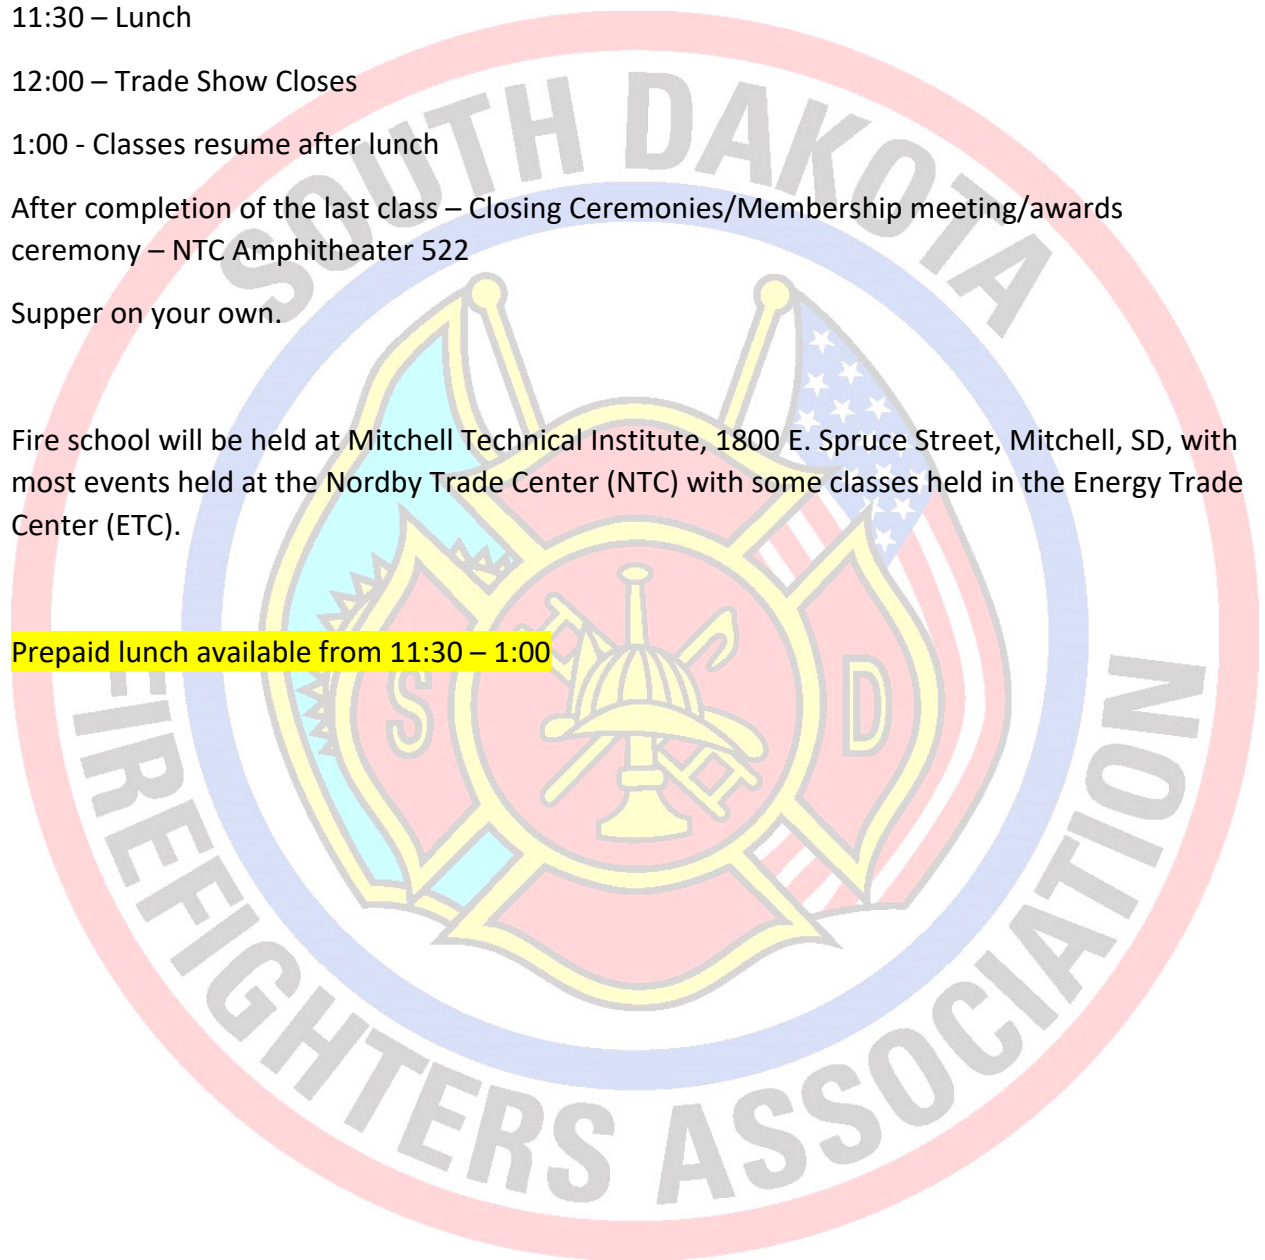 11:30 – Lunch
12:00 – Trade Show Closes
1:00 - Classes resume after lunch
After completion of the last class – Closing Ceremonies/Membership meeting/awards
ceremony – NTC Amphitheater 522
Supper on your own.
Fire school will be held at Mitchell Technical Institute, 1800 E. Spruce Street, Mitchell, SD, with
most events held at the Nordby Trade Center (NTC) with some classes held in the Energy Trade
Center (ETC).
Prepaid lunch available from 11:30 – 1:00
SOUTH DAKOTA
FIREFIGHTERS ASSOCIATION
S D